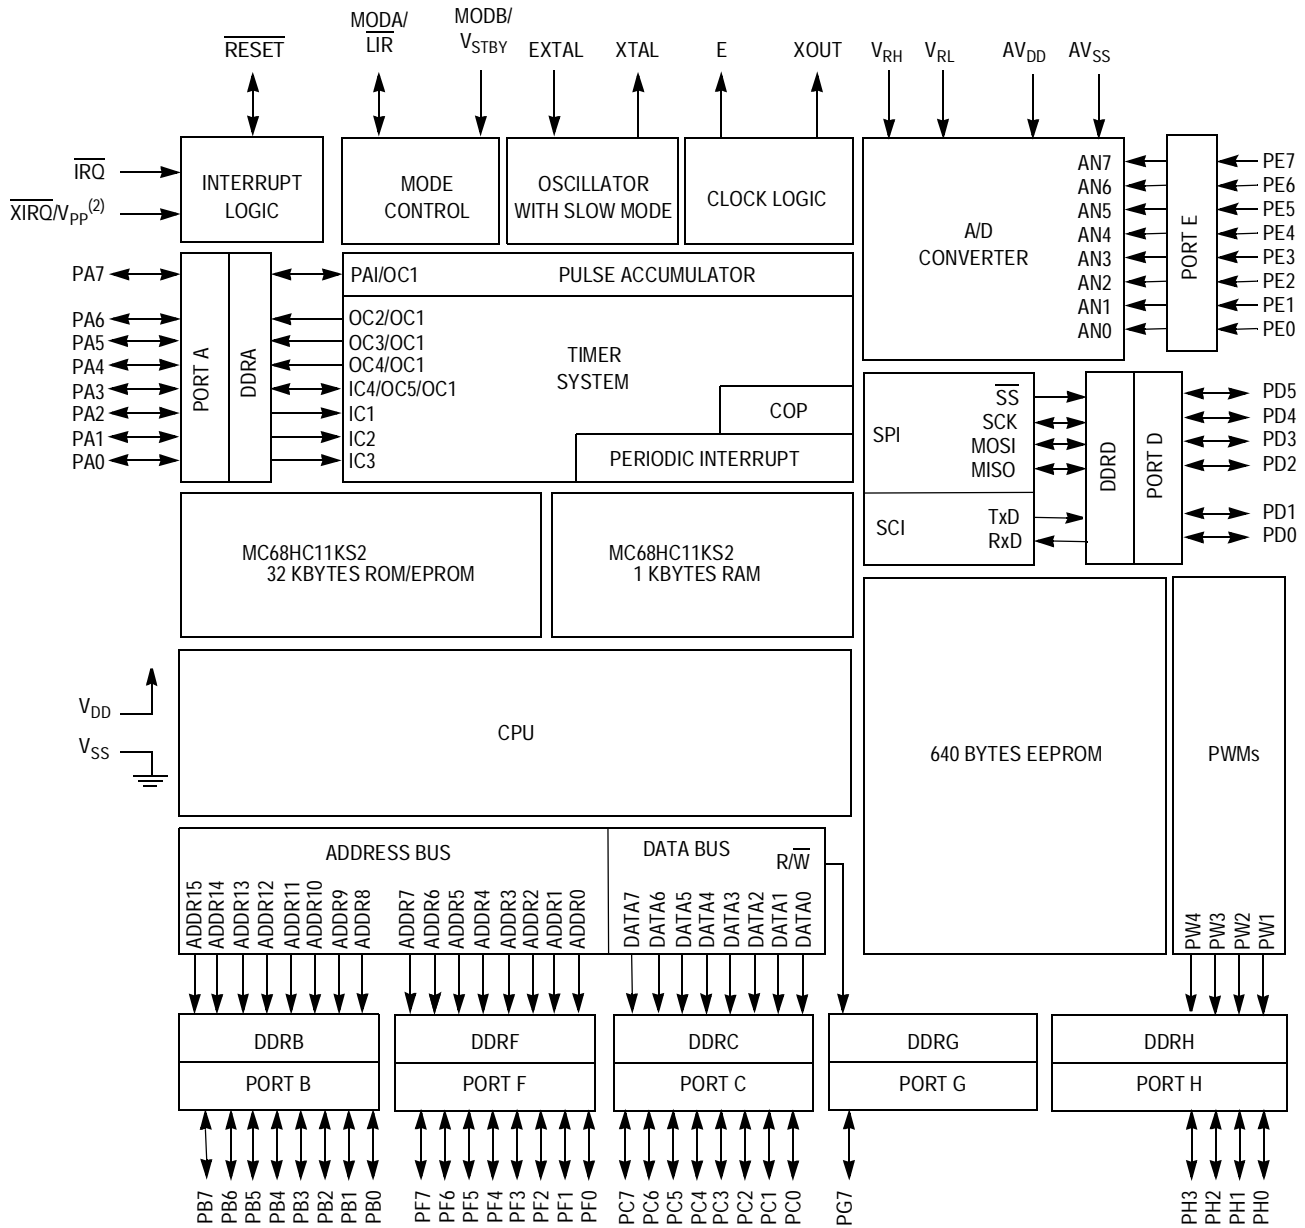 RESET
MODA/
LIR
MODB/
VSTBY
EXTAL
XTAL
E
XOUT
VRH
VRL
AVDD
AVSS
IRQ
XIRQ/VPP(2)
INTERRUPT
LOGIC
MODE
CONTROL
OSCILLATOR
WITH SLOW MODE
CLOCK LOGIC
A/D
CONVERTER
AN7
AN6
AN5
AN4
AN3
AN2
AN1
AN0
PORT E
PE7
PE6
PE5
PE4
PE3
PE2
PE1
PE0
PA7
PA6
PA5
PA4
PA3
PA2
PA1
PA0
PORT A
DDRA
PAI/OC1
PULSE ACCUMULATOR
OC2/OC1
OC3/OC1
OC4/OC1
IC4/OC5/OC1
IC1
IC2
IC3
TIMER
SYSTEM
COP
PERIODIC INTERRUPT
SPI
SS
SCK
MOSI
MISO
SCI
TxD
RxD
DDRD
PORT D
PD5
PD4
PD3
PD2
PD1
PD0
MC68HC11KS2
32 KBYTES ROM/EPROM
MC68HC11KS2
1 KBYTES RAM
VDD
VSS
CPU
640 BYTES EEPROM
PWMs
ADDRESS BUS
DATA BUS
R/W
ADDR15
ADDR14
ADDR13
ADDR12
ADDR11
ADDR10
ADDR9
ADDR8
ADDR7
ADDR6
ADDR5
ADDR4
ADDR3
ADDR2
ADDR1
ADDR0
DATA7
DATA6
DATA5
DATA4
DATA3
DATA2
DATA1
DATA0
PW4
PW3
PW2
PW1
DDRB
DDRF
DDRC
DDRG
DDRH
PORT B
PORT F
PORT C
PORT G
PORT H
PB7
PB6
PB5
PB4
PB3
PB2
PB1
PB0
PF7
PF6
PF5
PF4
PF3
PF2
PF1
PF0
PC7
PC6
PC5
PC4
PC3
PC2
PC1
PC0
PG7
PH3
PH2
PH1
PH0